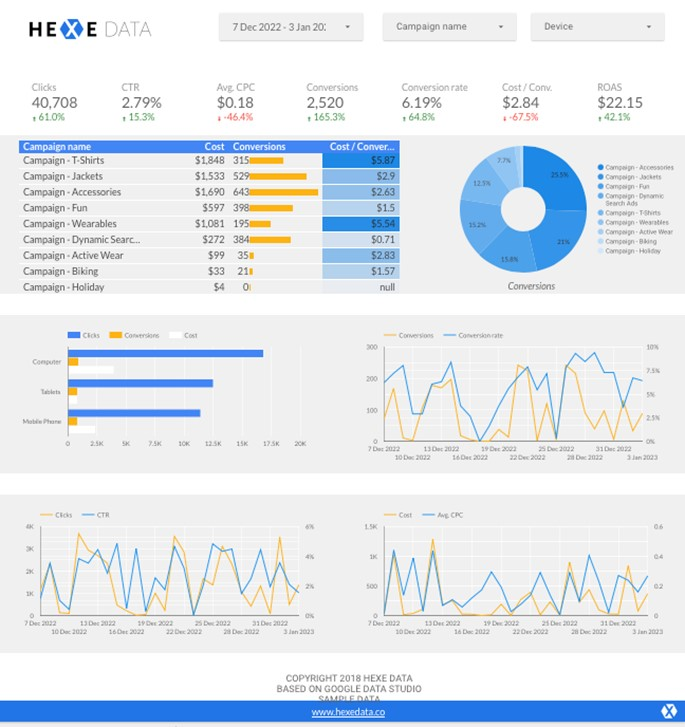 HEXE DATA
7 Dec 2022 - 3 Jan 20
Campaign name
Device
Clicks CTR Avg. CPC Conversions Conversion rate Cost / Conv. ROAS
40,708 2.79% $0.18 2,520 6.19% $2.84 $22.15
61.0% 15.3% -46.4% 165.3% 64.8% -67.5% 42.1%
Campaign name Cost Conversions Cost / Conver...
Campaign - T-Shirts $1,848 315 $5.87
Campaign - Jackets $1,533 529 $2.9
Campaign - Accessories $1,690 643 $2.63
Campaign - Fun $597 398 $1.5
Campaign - Wearables $1,081 195 $5.54
Campaign - Dynamic Searc... $272 384 $0.71
Campaign - Active Wear $99 35 $2.83
Campaign - Biking $33 21 $1.57
Campaign - Holiday $4 0 null
25.5%
21%
15.8%
15.2%
12.5%
7.7%
Campaign - Accessories
Campaign - Jackets
Campaign - Fun
Campaign - Dynamic
Search Ads
Campaign - T-Shirts
Campaign - Wearables
Campaign - Active Wear
Campaign - Biking
Campaign - Holiday
Conversions
Clicks Conversions Cost
Computer
Tablets
Mobile Phone
0 2.5K 5K 7.5K 10K 12.5K 15K 17.5K 20K
Conversions Conversion rate
300 10%
7.5%
200
5%
100
2.5%
0 0%
7 Dec 2022 13 Dec 2022 19 Dec 2022 25 Dec 2022 31 Dec 2022
10 Dec 2022 16 Dec 2022 22 Dec 2022 28 Dec 2022 3 Jan 2023
Clicks CTR
4K 6%
3K
4%
2K
2%
1K
0 0%
7 Dec 2022 13 Dec 2022 19 Dec 2022 25 Dec 2022 31 Dec 2022
10 Dec 2022 16 Dec 2022 22 Dec 2022 28 Dec 2022 3 Jan 2023
Cost Avg. CPC
1.5K 0.6
1K 0.4
500 0.2
0 0
7 Dec 2022 13 Dec 2022 19 Dec 2022 25 Dec 2022 31 Dec 2022
10 Dec 2022 16 Dec 2022 22 Dec 2022 28 Dec 2022 3 Jan 2023
COPYRIGHT 2018 HEXE DATA
BASED ON GOOGLE DATA STUDIO
SAMPLE DATA
www.hexedata.co